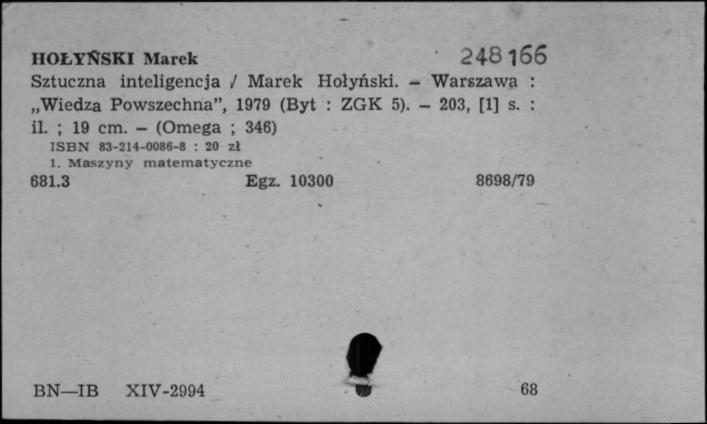 HOŁYŃSKI Marek 248166
Sztuczna inteligencja / Marek Hołyński. — Warszawa :
„Wiedza Powszechna”, 1979 (Byt : ZGK 5). — 203, [1] s. :
il. ; 19 cm. — (Omega ; 346)
ISBN 83-214-0086-8 : 20 zł
1. Maszyny matematyczne
681.3 Egz. 10300 8698/79
BN—IB XIV-2994 68